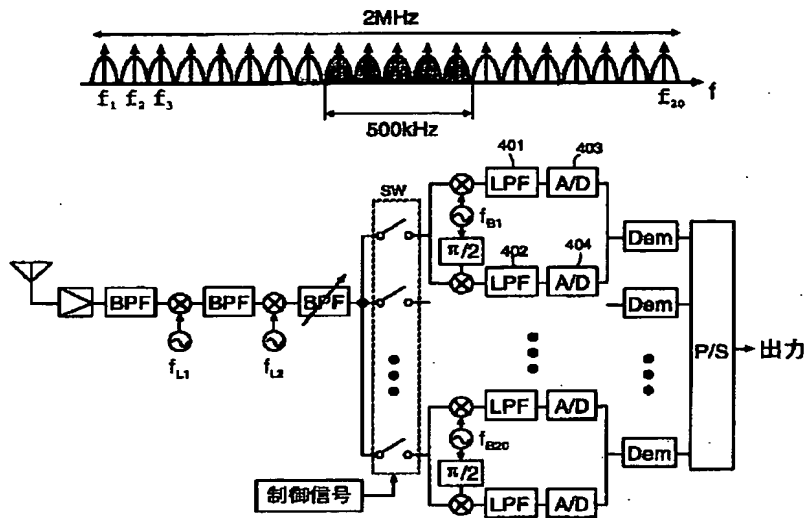 2MHz
f1 f2 f3 f20 f
500kHz
401 403
SW
LPF A/D
fB1
π/2
402 404
LPF A/D
Dem
BPF BPF BPF
fL1 fL2
Dem
P/S 出力
LPF A/D
fB20
π/2
Dem
制御信号
LPF A/D